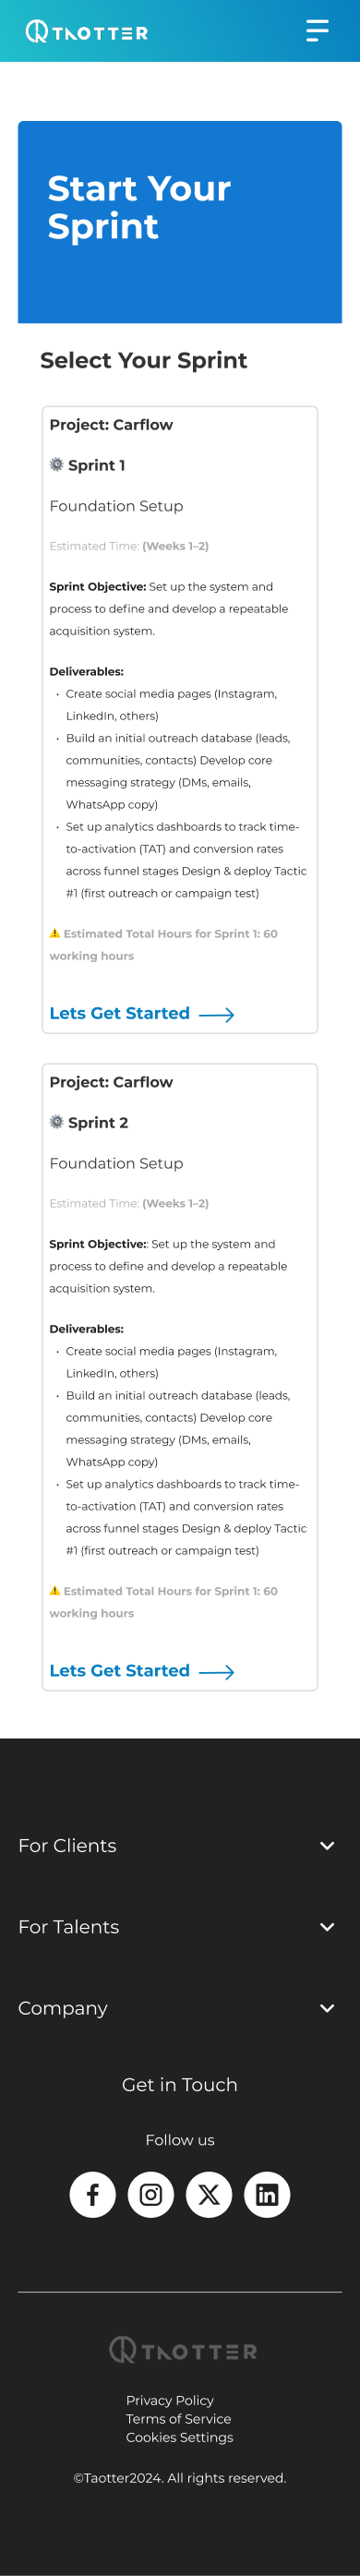 TAOTTER
Start Your
Sprint
Select Your Sprint
Project: Carflow
Sprint 1
Foundation Setup
Estimated Time: (Weeks 1–2)
Sprint Objective: Set up the system and
process to define and develop a repeatable
acquisition system.
Deliverables:
• Create social media pages (Instagram,
LinkedIn, others)
• Build an initial outreach database (leads,
communities, contacts) Develop core
messaging strategy (DMs, emails,
WhatsApp copy)
• Set up analytics dashboards to track time-
to-activation (TAT) and conversion rates
across funnel stages Design & deploy Tactic
#1 (first outreach or campaign test)
⚠️ Estimated Total Hours for Sprint 1: 60
working hours
Lets Get Started
Project: Carflow
Sprint 2
Foundation Setup
Estimated Time: (Weeks 1–2)
Sprint Objective:: Set up the system and
process to define and develop a repeatable
acquisition system.
Deliverables:
• Create social media pages (Instagram,
LinkedIn, others)
• Build an initial outreach database (leads,
communities, contacts) Develop core
messaging strategy (DMs, emails,
WhatsApp copy)
• Set up analytics dashboards to track time-
to-activation (TAT) and conversion rates
across funnel stages Design & deploy Tactic
#1 (first outreach or campaign test)
⚠️ Estimated Total Hours for Sprint 1: 60
working hours
Lets Get Started
For Clients
For Talents
Company
Get in Touch
Follow us
TAOTTER
Privacy Policy
Terms of Service
Cookies Settings
©Taotter2024. All rights reserved.